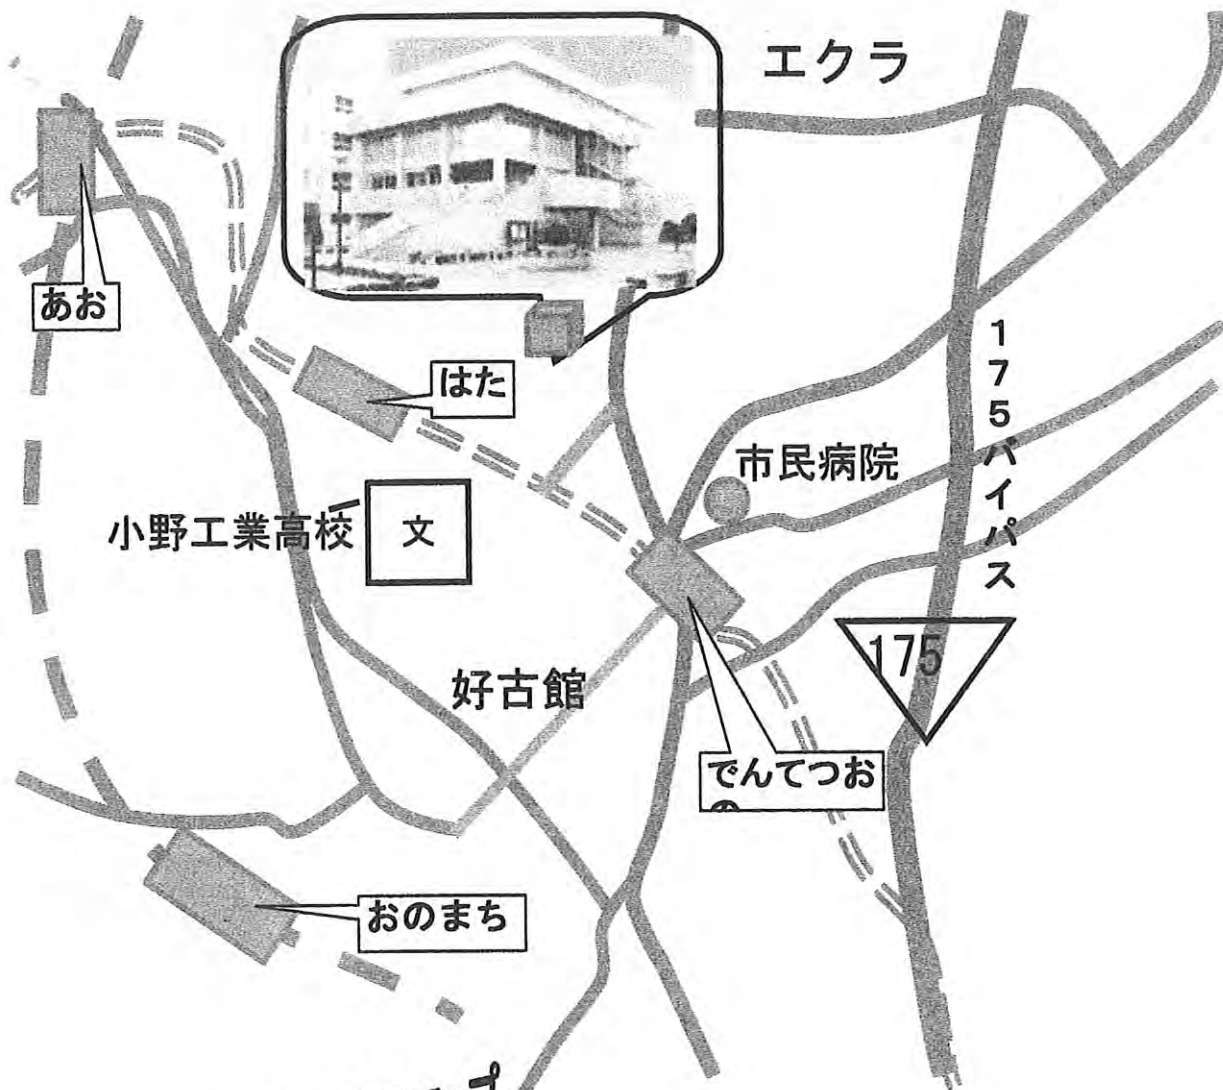 エクラ
あお
はた
175バイパス
市民病院
小野工業高校
文
175
好古館
でんてつお
おのまち
プ